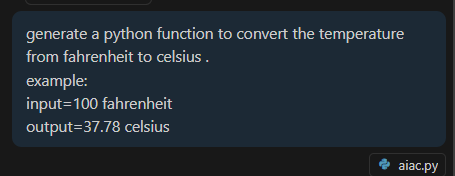 generate a python function to convert the temperature
from fahrenheit to celsius .
example:
input=100 fahrenheit
output=37.78 celsius
aiac.py